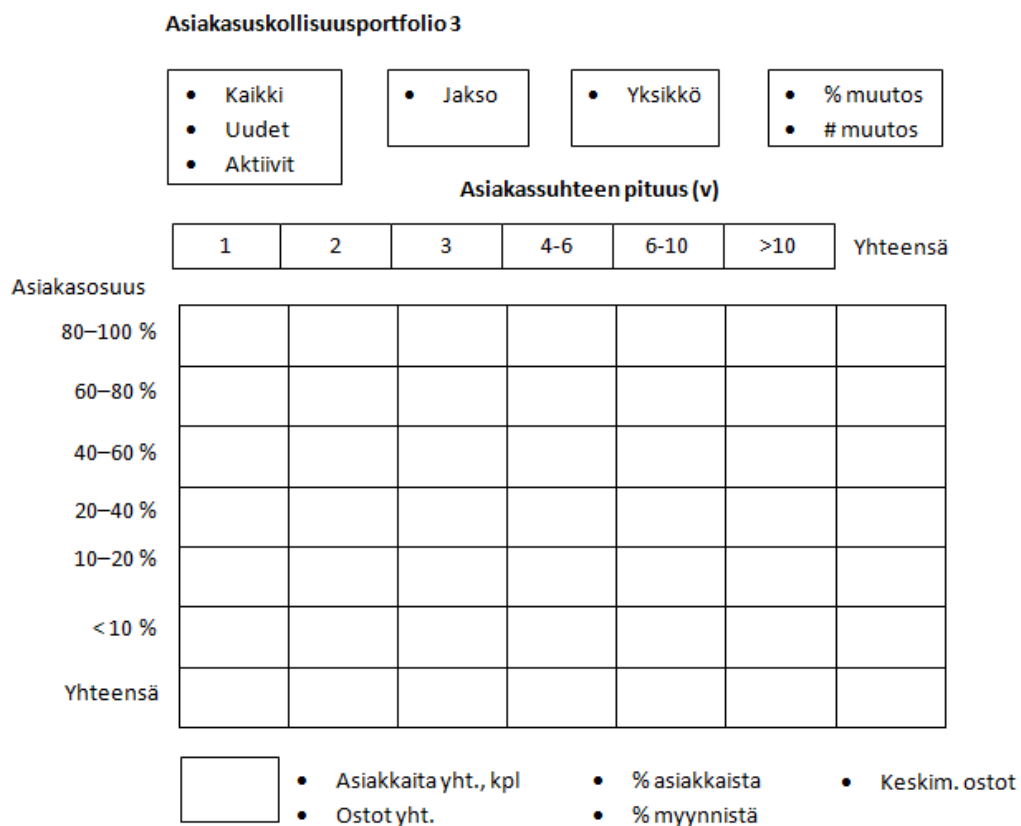 Asiakasuskollisuusportfolio 3
• Kaikki
• Uudet
• Aktiivit
• Jakso
• Yksikkö
• % muutos
• # muutos
Asiakassuhteen pituus (v)
1 2 3 4-6 6-10 >10 Yhteensä
Asiakasosuus
80–100 %
60–80 %
40–60 %
20–40 %
10–20 %
< 10 %
Yhteensä
• Asiakkaita yht., kpl • % asiakkaista • Keskim. ostot
• Ostot yht. • % myynnistä